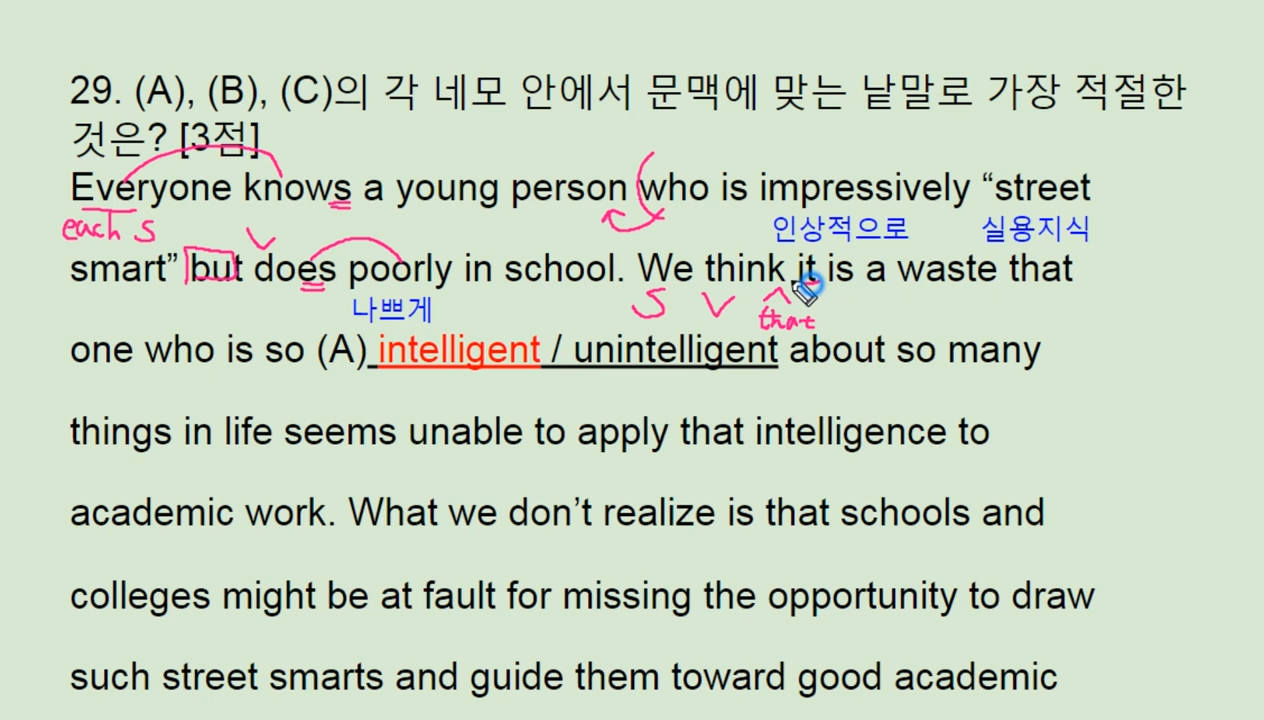 29. (A), (B), (C)의 각 네모 안에서 문맥에 맞는 낱말로 가장 적절한
것은? [3점]
Everyone knows a young person who is impressively “street
each S 인상적으로 실용지식
smart” but does poorly in school. We think it is a waste that
나쁘게 S V that
one who is so (A) intelligent / unintelligent about so many
things in life seems unable to apply that intelligence to
academic work. What we don’t realize is that schools and
colleges might be at fault for missing the opportunity to draw
such street smarts and guide them toward good academic